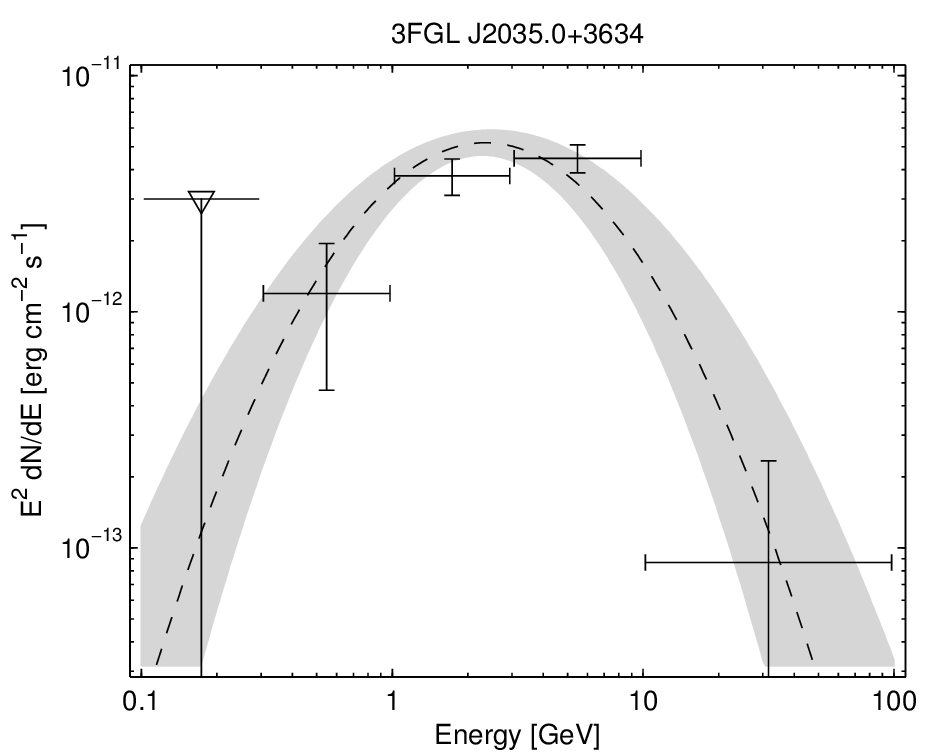 3FGL J2035.0+3634
10⁻¹¹
10⁻¹²
10⁻¹³
E² dN/dE [erg cm⁻² s⁻¹]
0.1 1 10 100
Energy [GeV]